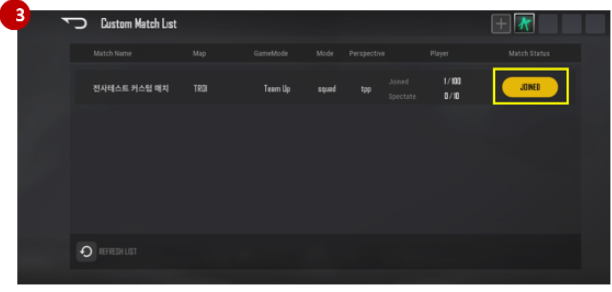 3
Custom Match List
Match Name Map GameMode Mode Perspective Player Match Status
전사테스트 커스텀 매치 TROI Team Up squad tpp Joined 1/100 JOINED
Spectate 0/10
REFRESH LIST